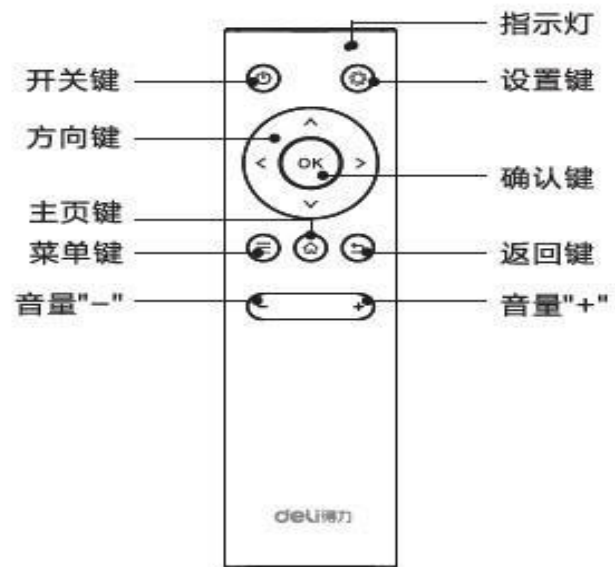 指示灯
开关键
设置键
方向键
OK
确认键
主页键
菜单键
返回键
音量"-"
音量"+"
deli得力